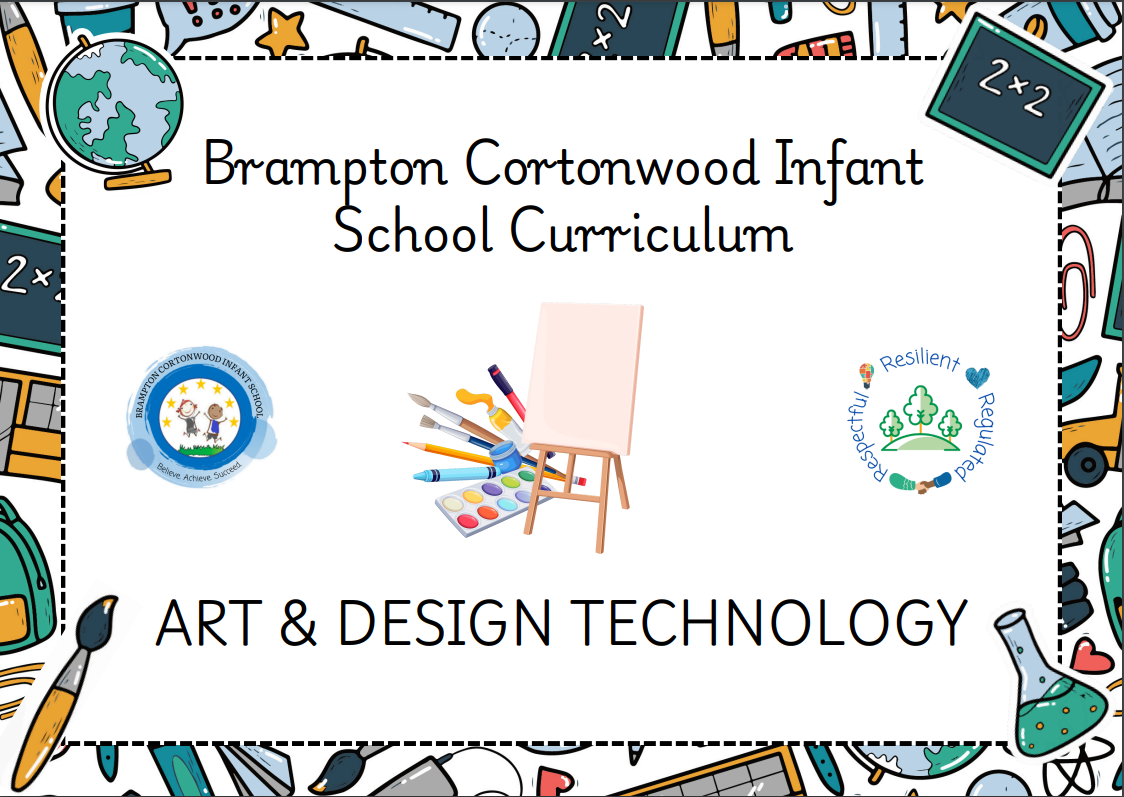 2×2
2×2
Brampton Cortonwood Infant
School Curriculum
2×
BRAMPTON CORTONWOOD INFANT SCHOOL
Believe. Achieve. Succeed
Respectful
Resilient
Regulated
ART & DESIGN TECHNOLOGY